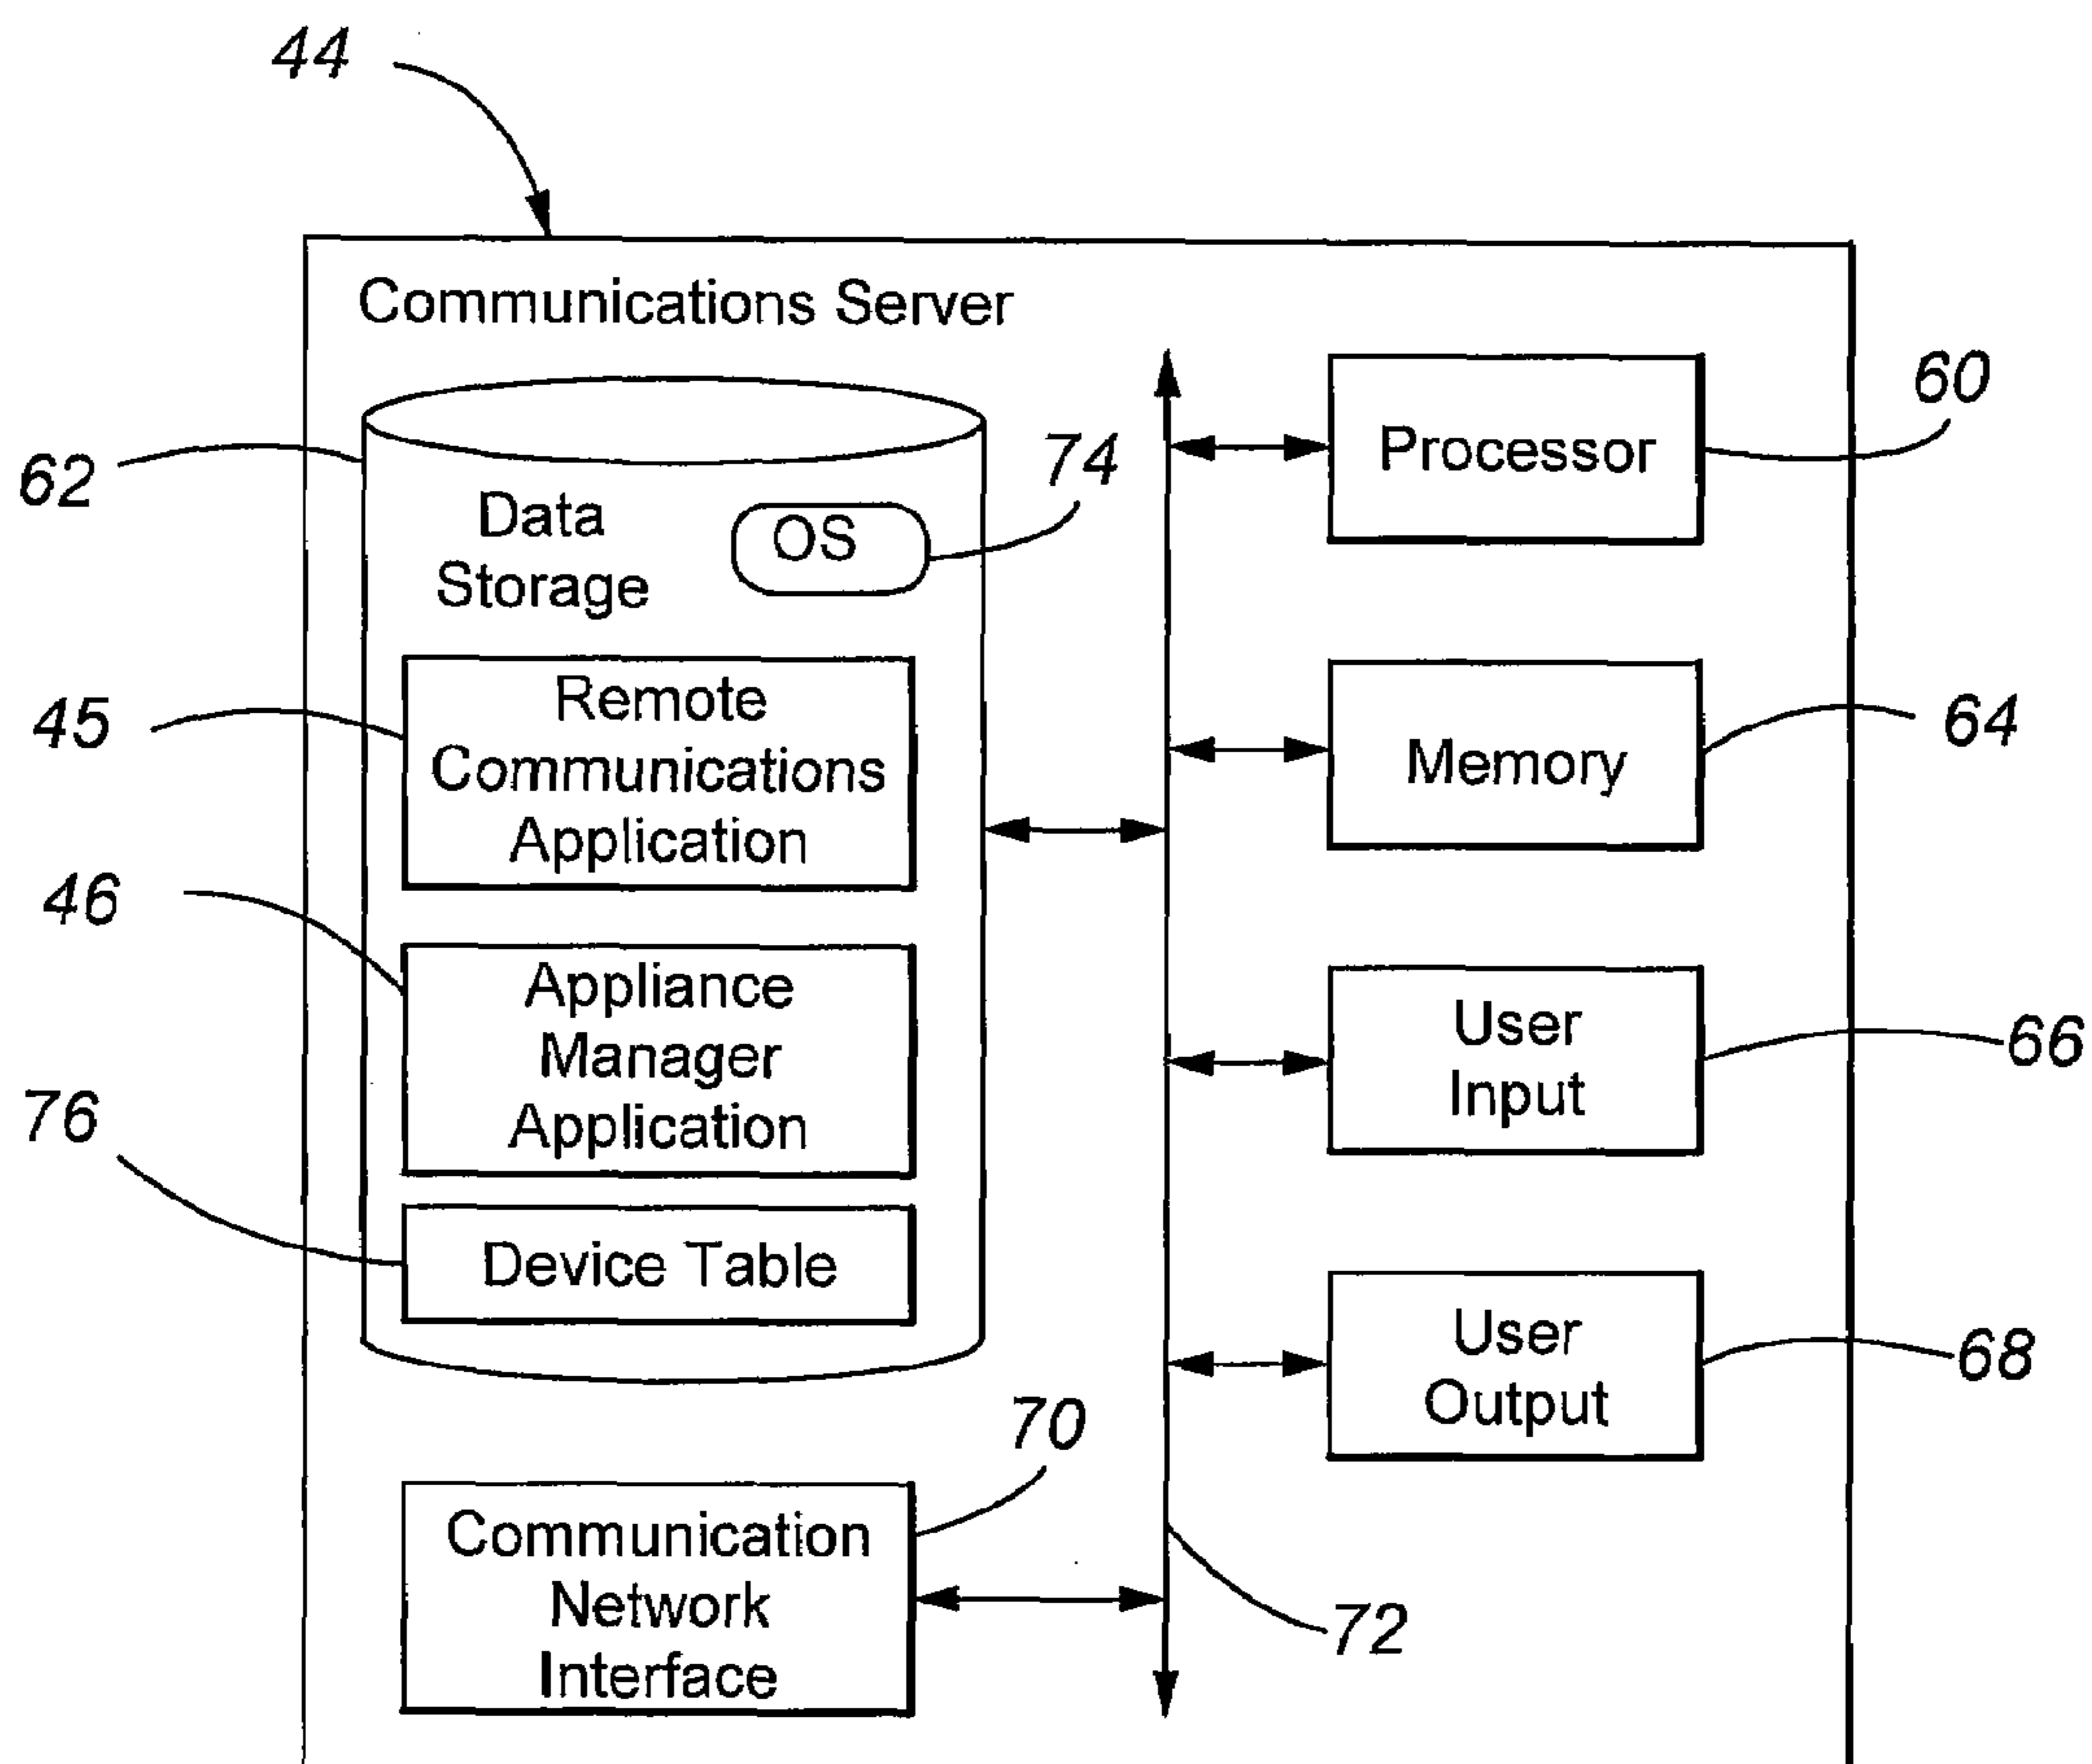 44
Communications Server
62
Data
Storage
OS
74
45
Remote
Communications
Application
46
Appliance
Manager
Application
76
Device Table
70
Communication
Network
Interface
72
Processor
60
Memory
64
User
Input
66
User
Output
68